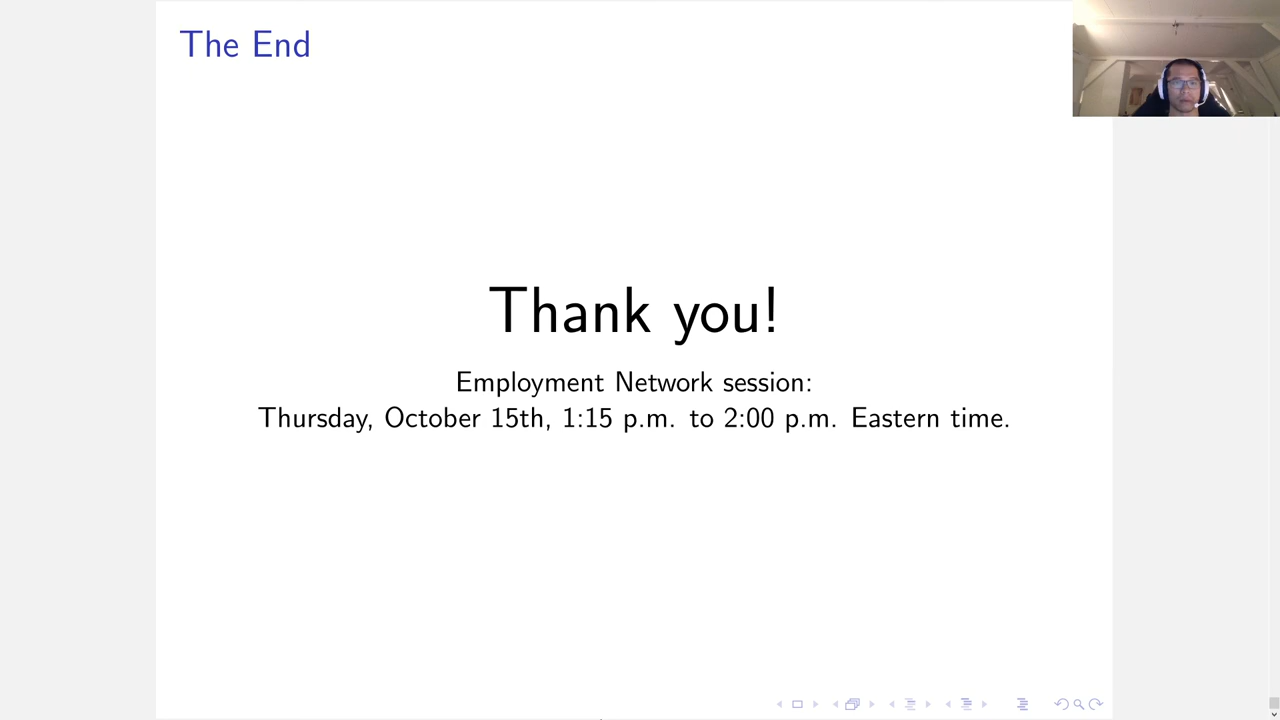 The End
Thank you!
Employment Network session:
Thursday, October 15th, 1:15 p.m. to 2:00 p.m. Eastern time.